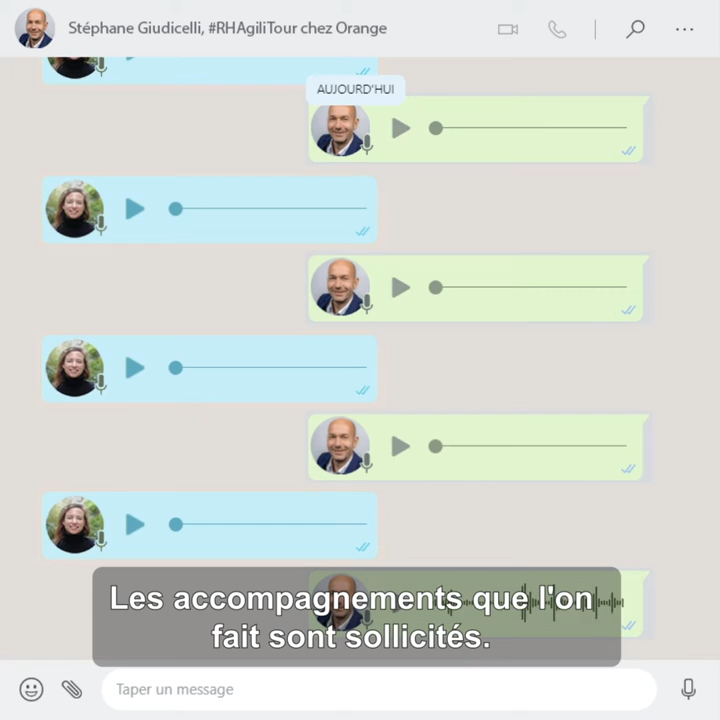 Stéphane Giudicelli, #RHAgiliTour chez Orange
AUJOURD'HUI
Les accompagnements que l'on
fait sont sollicités.
Taper un message